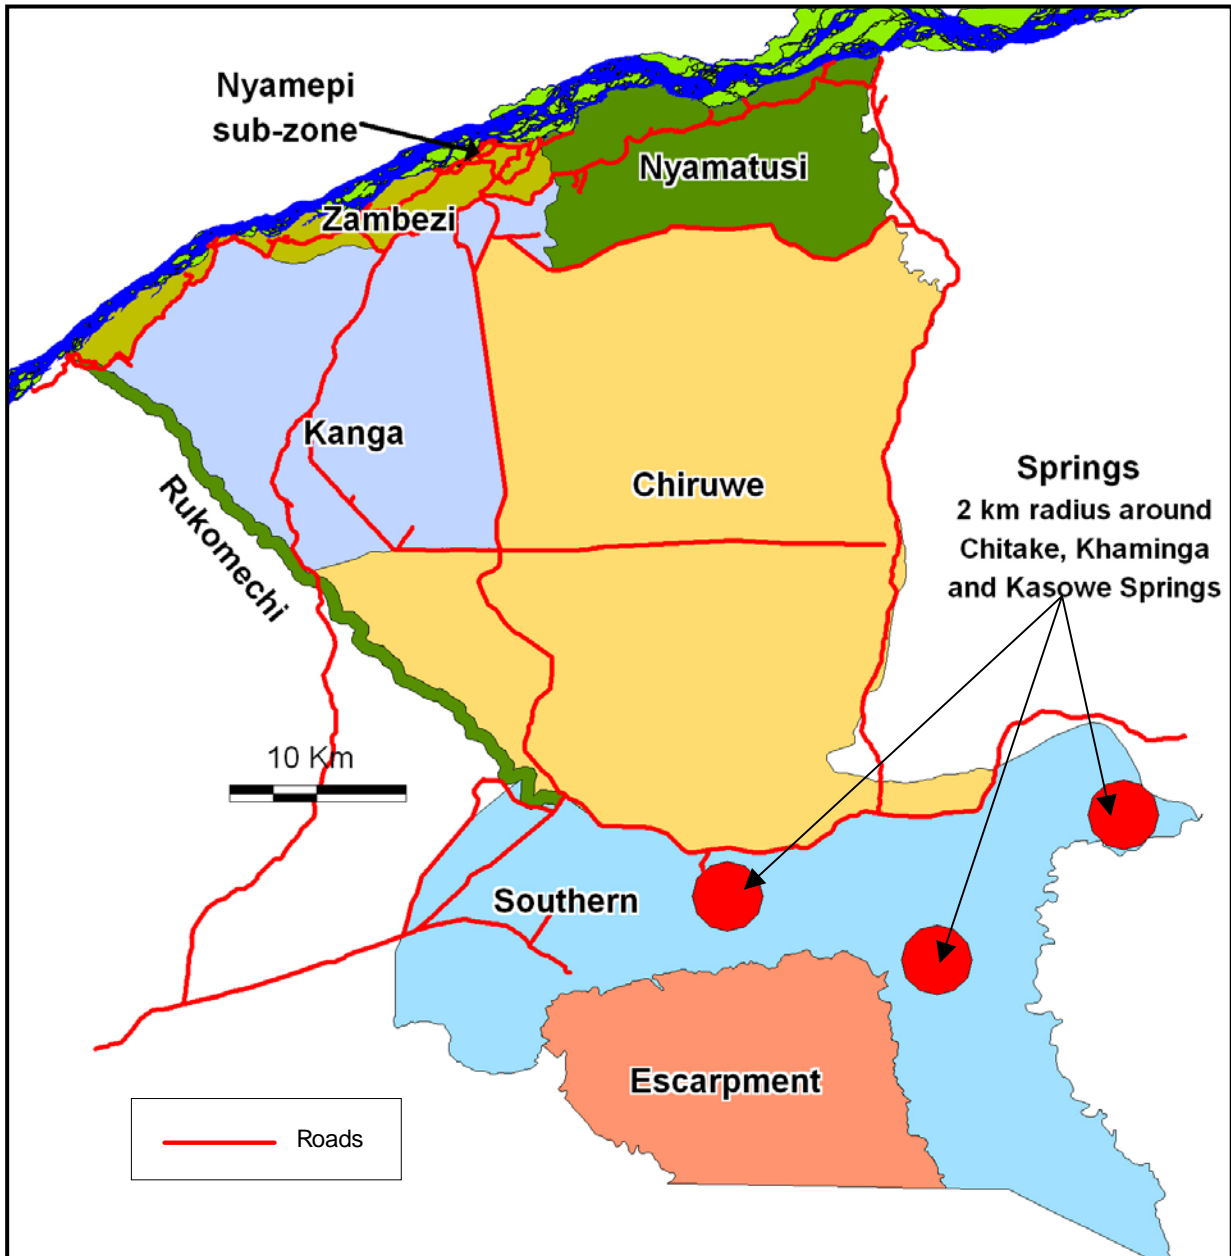 Nyamepi
sub-zone
Nyamatusi
Zambezi
Kanga
Chiruwe
Rukomechi
Springs
2 km radius around
Chitake, Khaminga
and Kasowe Springs
10 Km
Southern
Escarpment
Roads